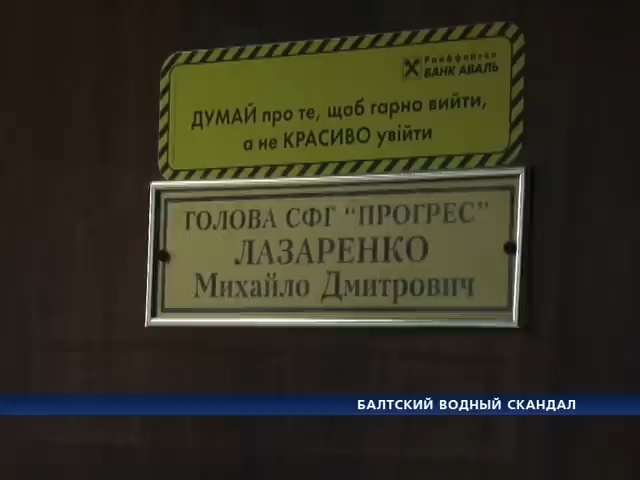 Райффайзен
БАНК АВАЛЬ
ДУМАЙ про те, щоб гарно вийти,
а не КРАСИВО увійти
ГОЛОВА СФГ "ПРОГРЕС"
ЛАЗАРЕНКО
Михайло Дмитрович
БАЛТСКИЙ ВОДНЫЙ СКАНДАЛ